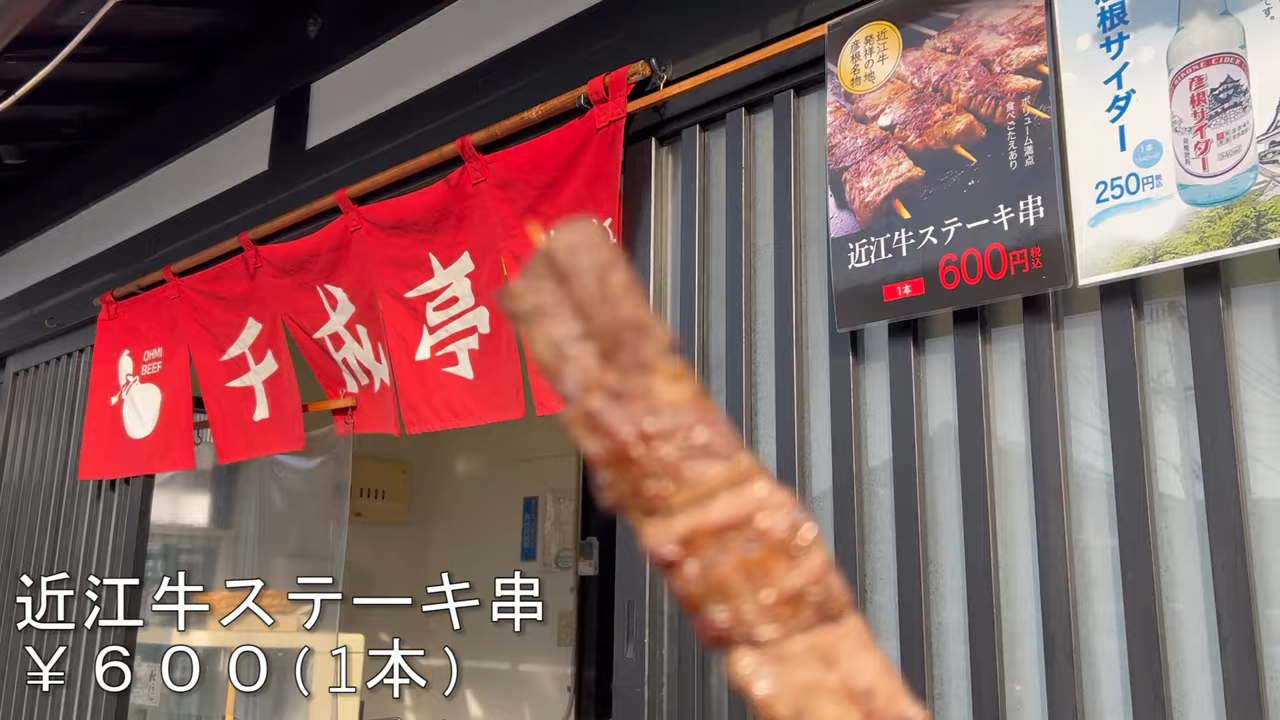 OHMI
BEEF
千成亭
近江牛
発祥の地、
彦根名物
ボリューム満点
食べごたえあり
近江牛ステーキ串
1本
600円税込
彦根サイダー
1本
250円税込
HIKONE CIDER
彦根サイダー
です。
近江牛ステーキ串
￥６００(1本)